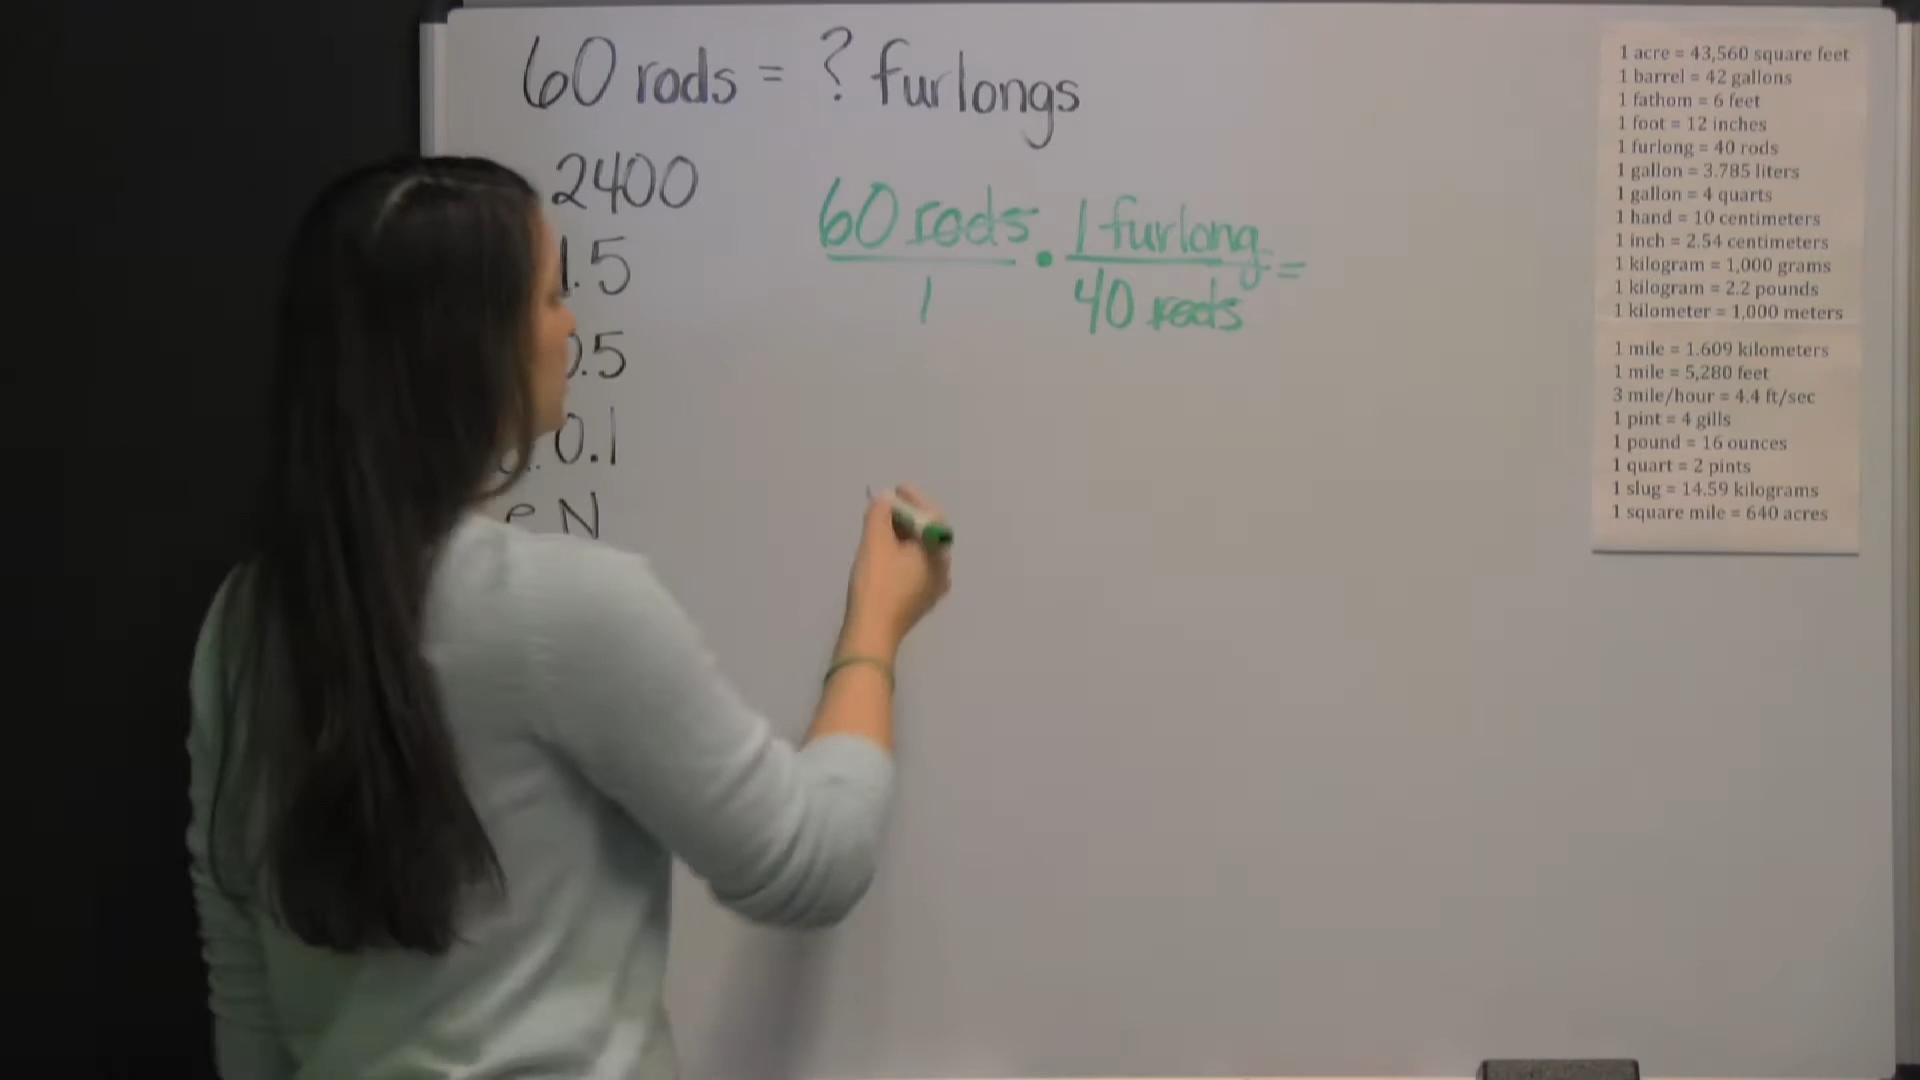 60 rods = ? furlongs
2400
1.5
0.5
0.1
e N
60 rods · 1 furlong =
1 40 rods
1 acre = 43,560 square feet
1 barrel = 42 gallons
1 fathom = 6 feet
1 foot = 12 inches
1 furlong = 40 rods
1 gallon = 3.785 liters
1 gallon = 4 quarts
1 hand = 10 centimeters
1 inch = 2.54 centimeters
1 kilogram = 1,000 grams
1 kilogram = 2.2 pounds
1 kilometer = 1,000 meters
1 mile = 1.609 kilometers
1 mile = 5,280 feet
3 mile/hour = 4.4 ft/sec
1 pint = 4 gills
1 pound = 16 ounces
1 quart = 2 pints
1 slug = 14.59 kilograms
1 square mile = 640 acres